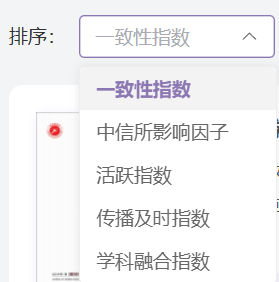 排序： 一致性指数
一致性指数
中信所影响因子
活跃指数
传播及时指数
学科融合指数